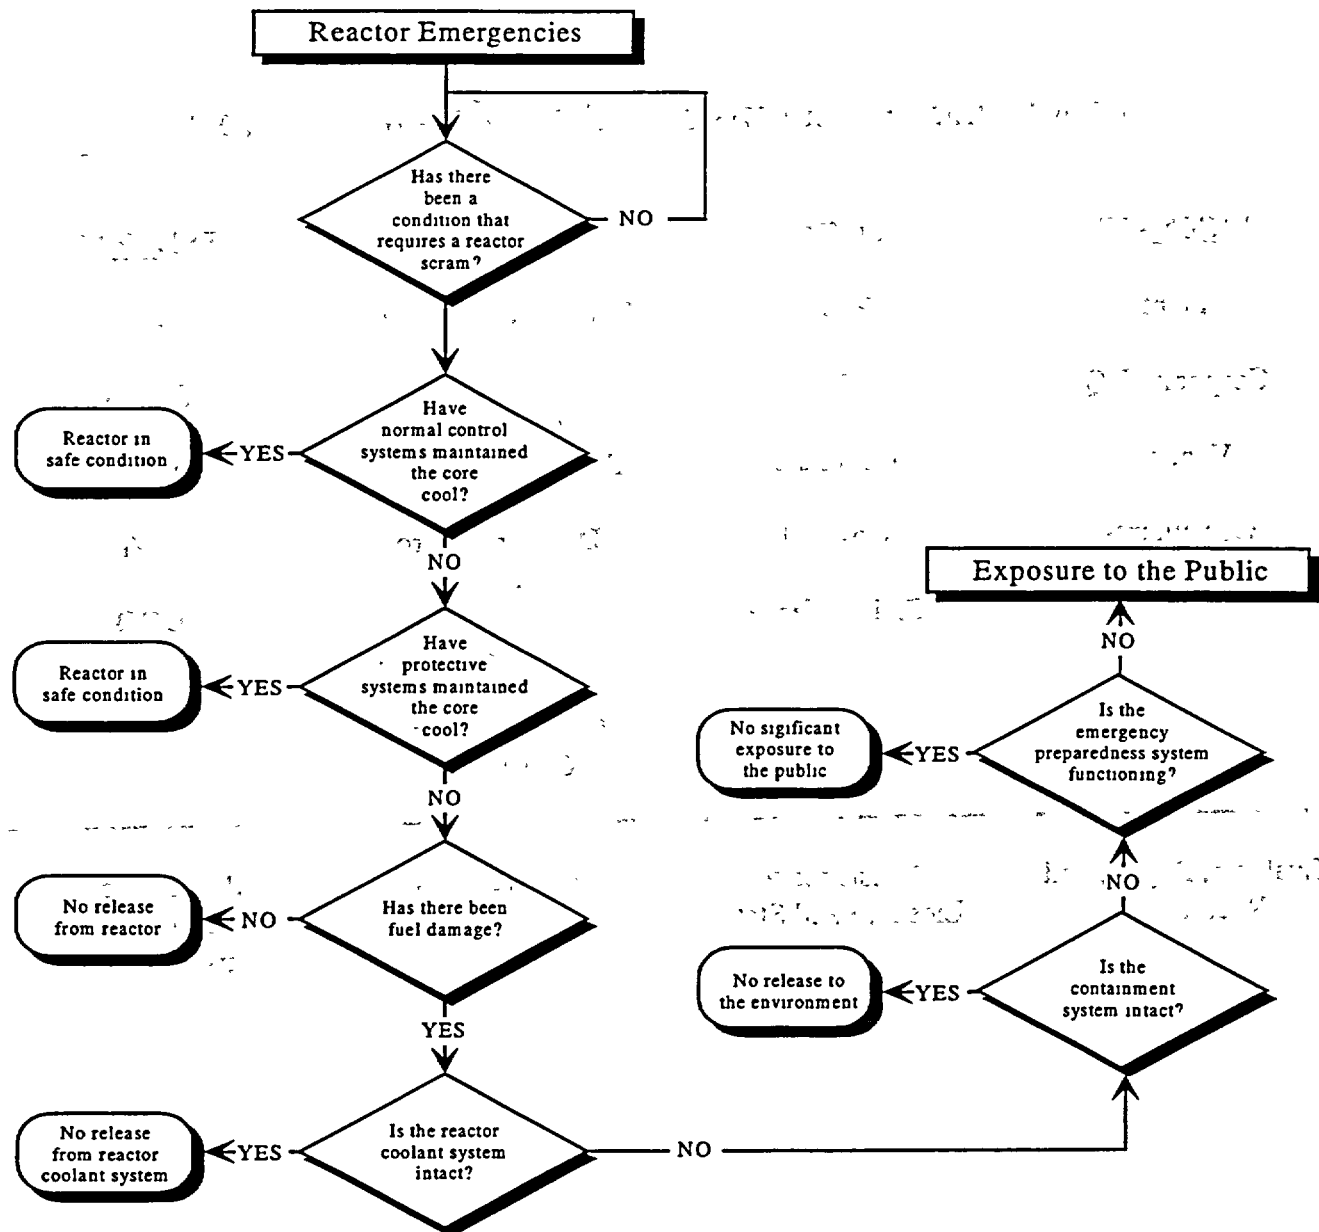 Reactor Emergencies
Has there
been a
condition that
requires a reactor
scram?
NO
Have
normal control
systems maintained
the core
cool?
YES
Reactor in
safe condition
NO
Have
protective
systems maintained
the core
cool?
YES
Reactor in
safe condition
NO
Has there been
fuel damage?
NO
No release
from reactor
YES
Is the reactor
coolant system
intact?
YES
No release
from reactor
coolant system
NO
Is the
containment
system intact?
YES
No release to
the environment
NO
Is the
emergency
preparedness system
functioning?
YES
No sigificant
exposure to
the public
NO
Exposure to the Public